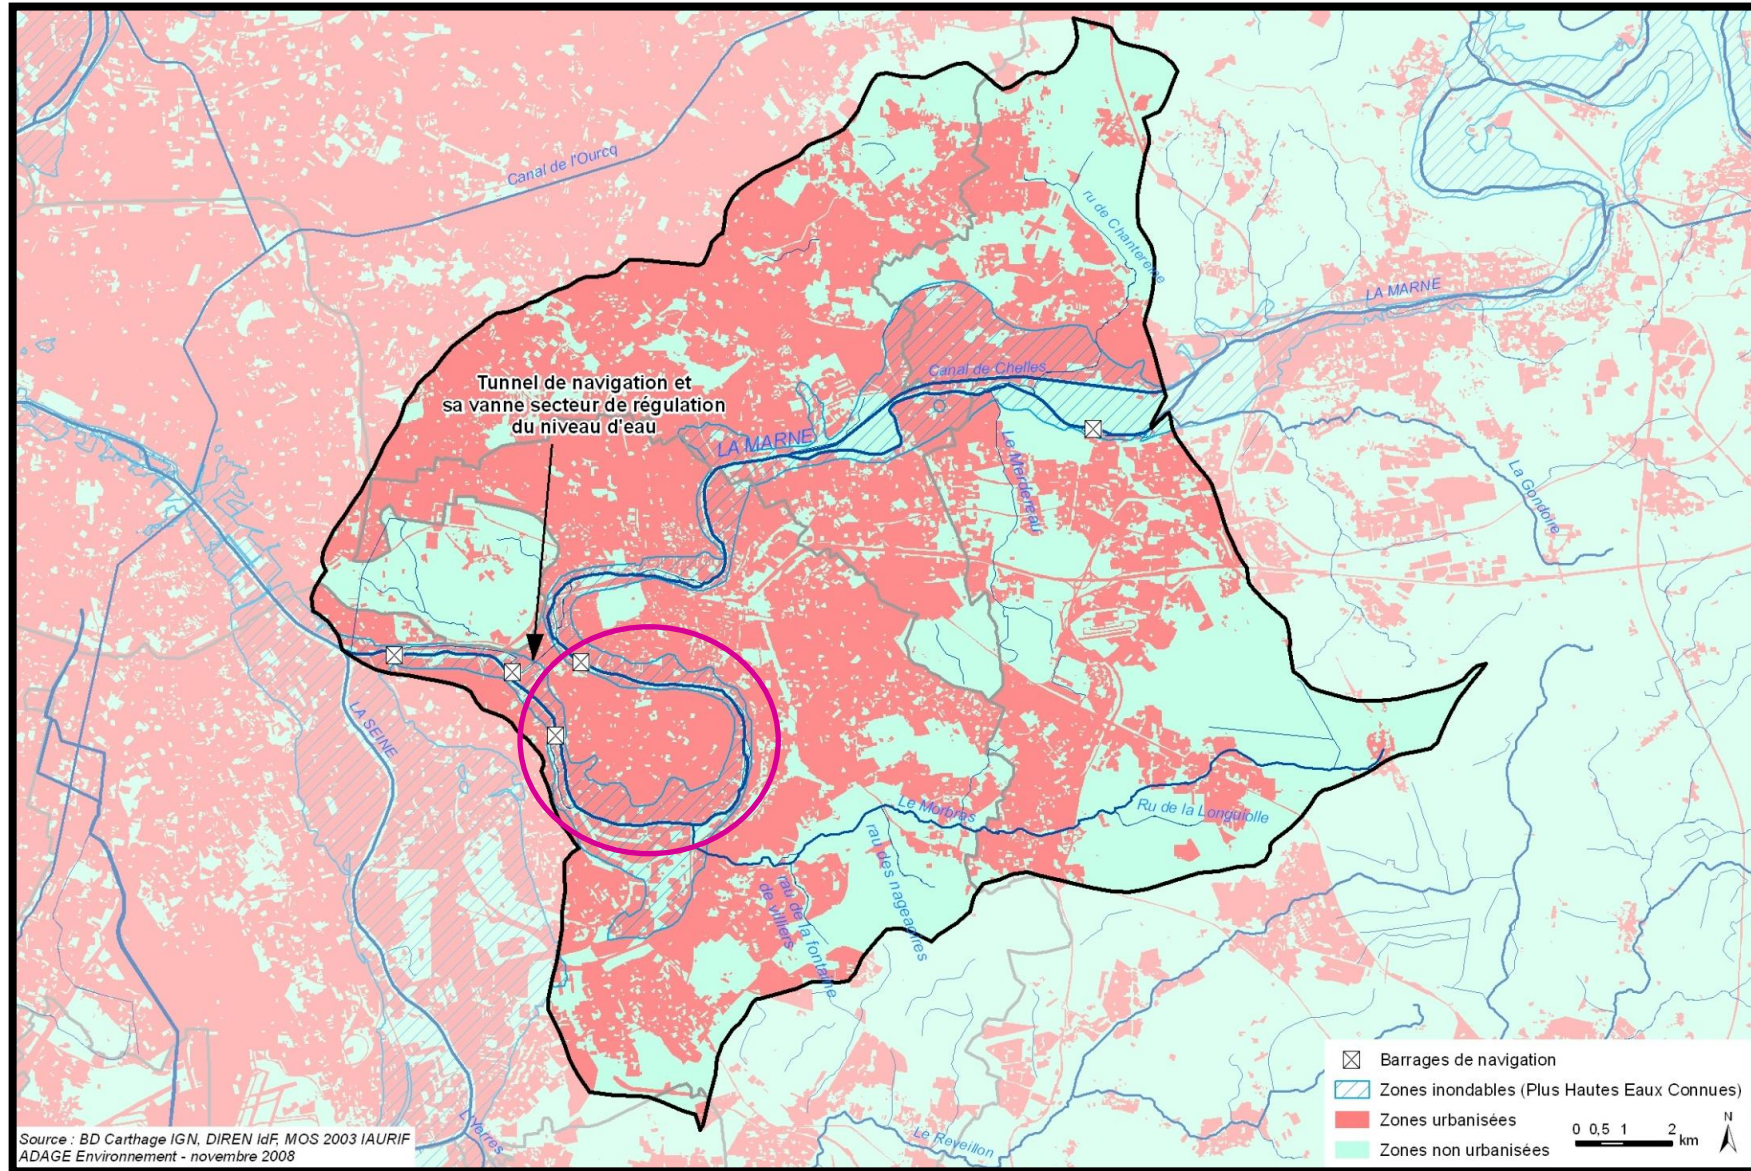 Canal de l'Ourcq
ru de Chantereine
LA MARNE
Canal de Chelles
Tunnel de navigation et
sa vanne secteur de régulation
du niveau d'eau
LA MARNE
Le Merdereau
La Gondoire
LA SEINE
Le Morbras
Ru de la Longuiolle
rau des nageoires
rau de la fontaine
de villiers
L'Yerres
Le Reveillon
Barrages de navigation
Zones inondables (Plus Hautes Eaux Connues)
Zones urbanisées
Zones non urbanisées
0 0,5 1 2
km
N
Source : BD Carthage IGN, DIREN IdF, MOS 2003 IAURIF
ADAGE Environnement - novembre 2008